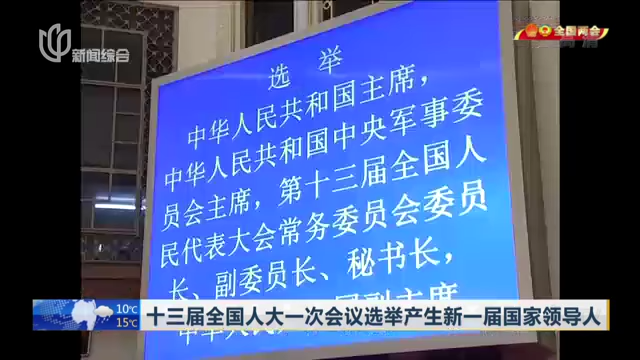 新闻综合
全国两会
选举
中华人民共和国主席，
中华人民共和国中央军事委
员会主席，第十三届全国人
民代表大会常务委员会委员
长、副委员长、秘书长，
10℃
15℃
十三届全国人大一次会议选举产生新一届国家领导人